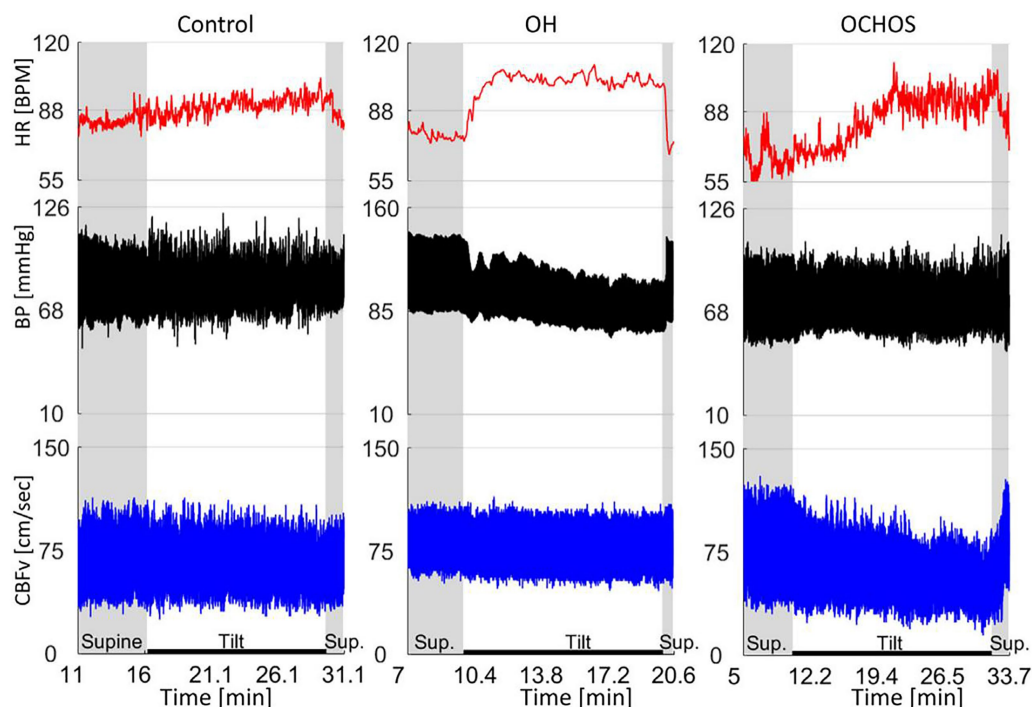 Control OH OCHOS
HR [BPM]
120 120 120
88 88 88
55 55 55
BP [mmHg]
126 160 126
68 85 68
10 10 10
CBFv [cm/sec]
150 150 150
75 75 75
0 0 0
Supine Tilt Sup. Sup. Tilt Sup. Sup. Tilt Sup.
11 16 21.1 26.1 31.1 7 10.4 13.8 17.2 20.6 5 12.2 19.4 26.5 33.7
Time [min] Time [min] Time [min]